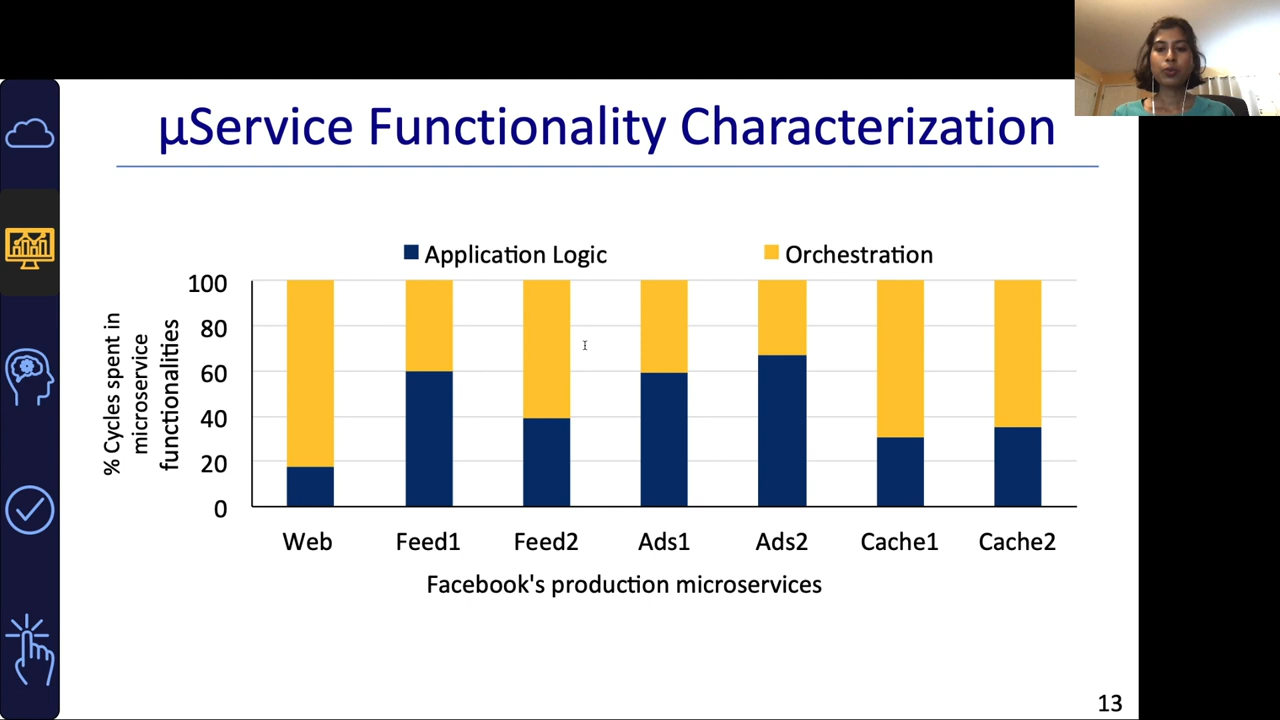 µService Functionality Characterization
Application Logic
Orchestration
% Cycles spent in
microservice
functionalities
100
80
60
40
20
0
Web
Feed1
Feed2
Ads1
Ads2
Cache1
Cache2
Facebook's production microservices
13